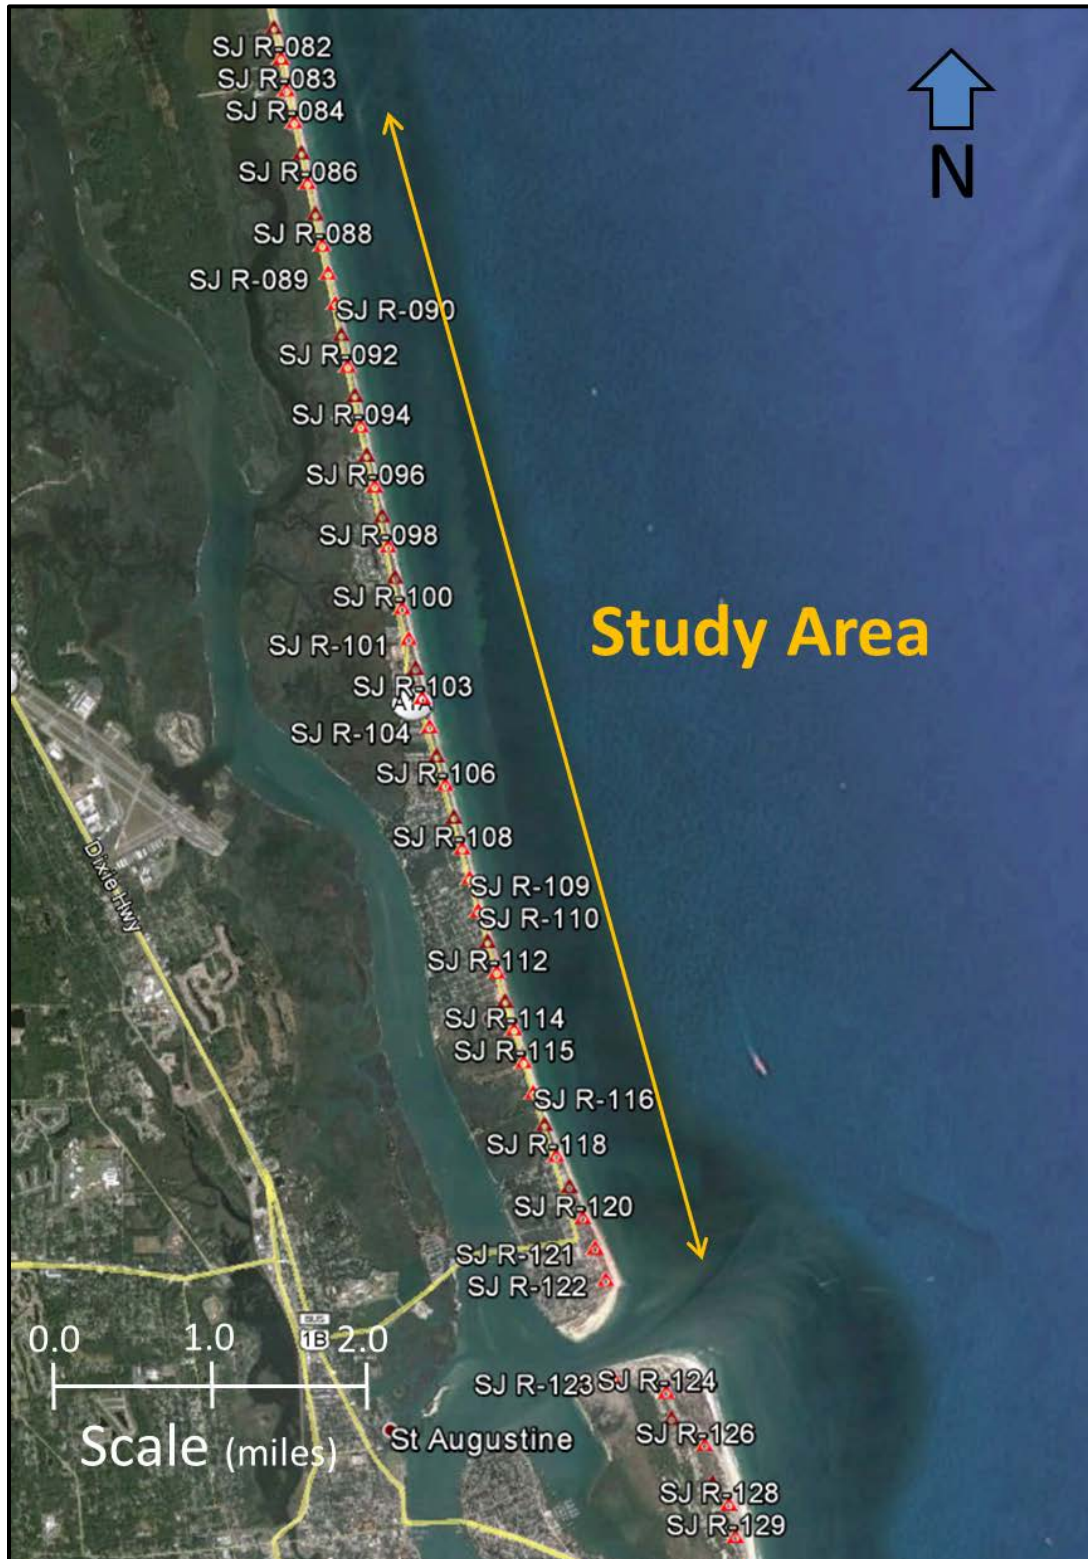 SJ R-082
SJ R-083
SJ R-084
N
SJ R-086
SJ R-088
SJ R-089
SJ R-090
SJ R-092
SJ R-094
SJ R-096
SJ R-098
SJ R-100
Study Area
SJ R-101
SJ R-103
A1A
SJ R-104
SJ R-106
SJ R-108
Dixie Hwy
SJ R-109
SJ R-110
SJ R-112
SJ R-114
SJ R-115
SJ R-116
SJ R-118
SJ R-120
SJ R-121
SJ R-122
BUS
1B
0.0 1.0 2.0
SJ R-123 SJ R-124
Scale (miles)
St Augustine
SJ R-126
SJ R-128
SJ R-129